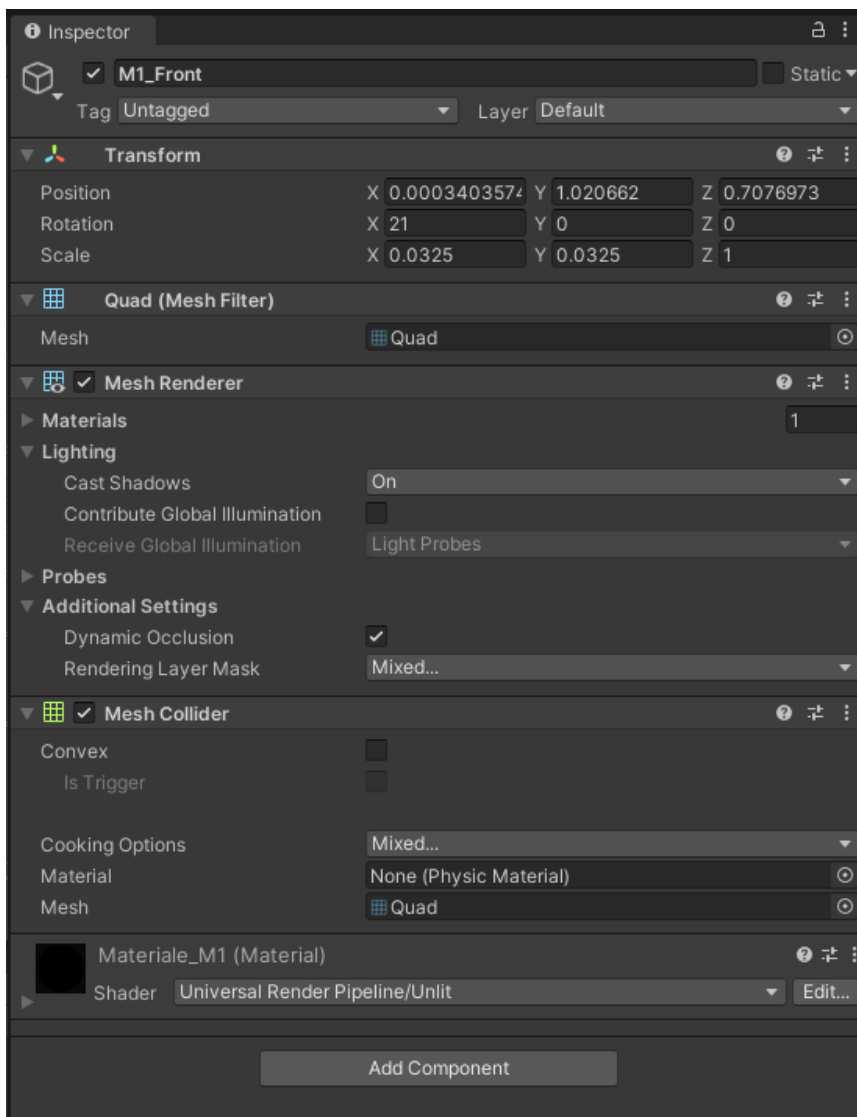 Inspector
M1_Front Static
Tag Untagged Layer Default
Transform
Position X 0.000340357 Y 1.020662 Z 0.7076973
Rotation X 21 Y 0 Z 0
Scale X 0.0325 Y 0.0325 Z 1
Quad (Mesh Filter)
Mesh Quad
Mesh Renderer
Materials 1
Lighting
Cast Shadows On
Contribute Global Illumination
Receive Global Illumination Light Probes
Probes
Additional Settings
Dynamic Occlusion
Rendering Layer Mask Mixed...
Mesh Collider
Convex
Is Trigger
Cooking Options Mixed...
Material None (Physic Material)
Mesh Quad
Materiale_M1 (Material)
Shader Universal Render Pipeline/Unlit Edit...
Add Component